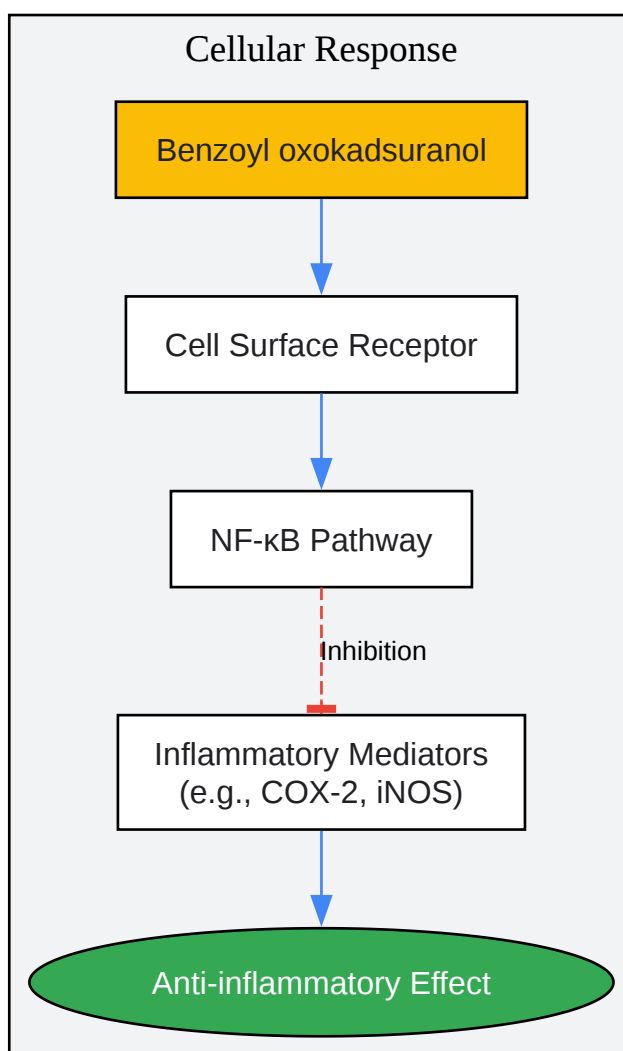 Cellular Response
Benzoyl oxokadsuranol
Cell Surface Receptor
NF-κB Pathway
Inhibition
Inflammatory Mediators
(e.g., COX-2, iNOS)
Anti-inflammatory Effect